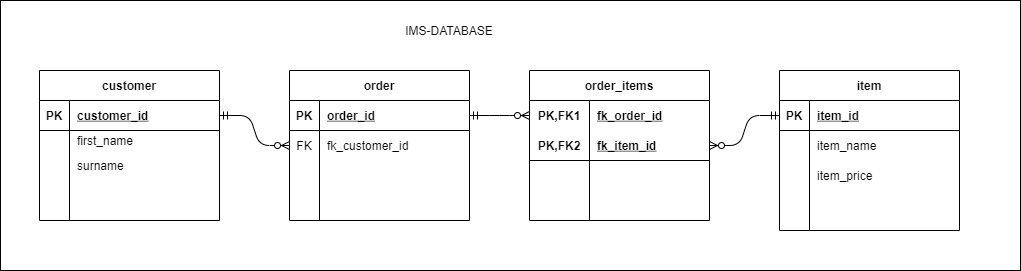 IMS-DATABASE
customer
PK customer_id
first_name
surname
order
PK order_id
FK fk_customer_id
order_items
PK,FK1 fk_order_id
PK,FK2 fk_item_id
item
PK item_id
item_name
item_price